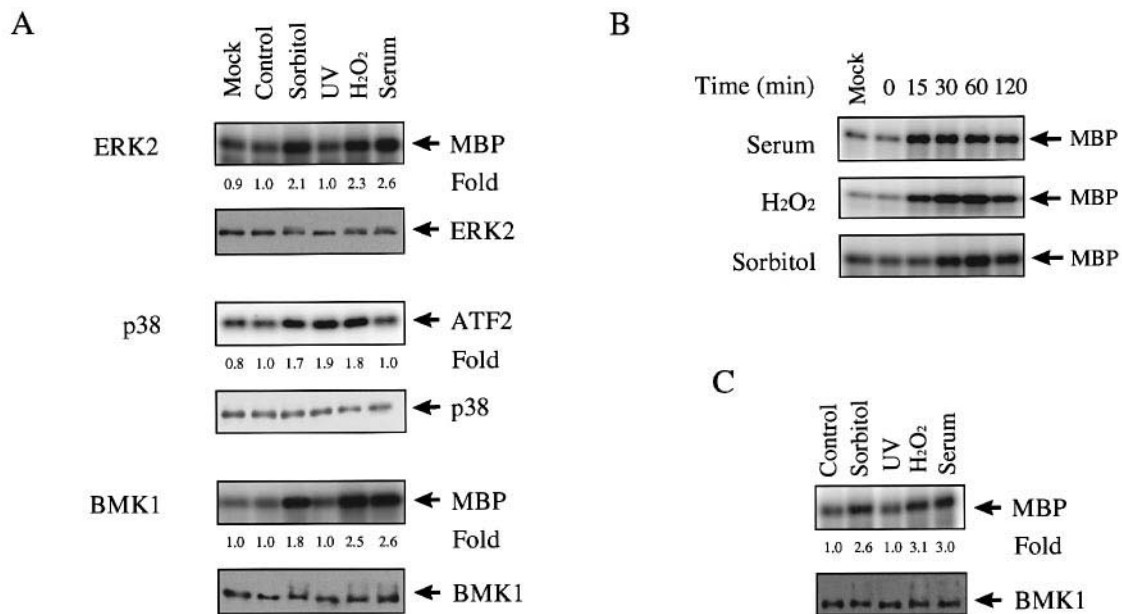 A
Mock Control Sorbitol UV H₂O₂ Serum
ERK2 MBP
Fold
0.9 1.0 2.1 1.0 2.3 2.6
ERK2
p38 ATF2
Fold
0.8 1.0 1.7 1.9 1.8 1.0
p38
BMK1 MBP
1.0 1.0 1.8 1.0 2.5 2.6 Fold
BMK1
B
Time (min) Mock 0 15 30 60 120
Serum MBP
H₂O₂ MBP
Sorbitol MBP
C
Control Sorbitol UV H₂O₂ Serum
MBP
Fold
1.0 2.6 1.0 3.1 3.0
BMK1